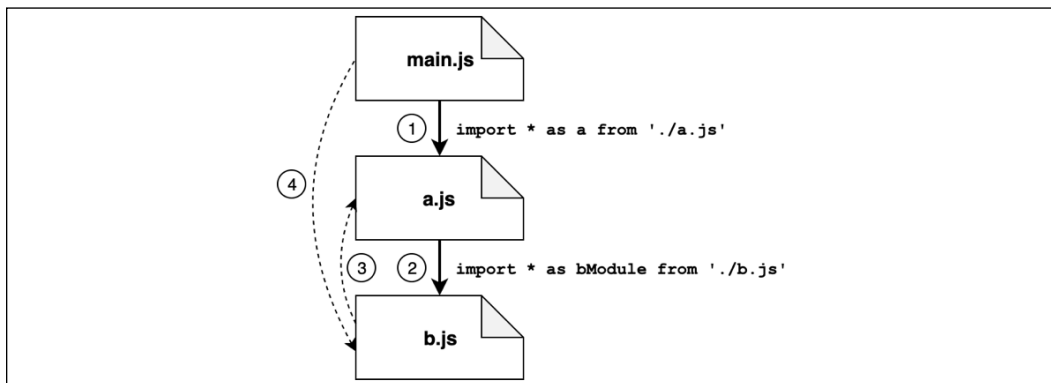 main.js
1 import * as a from './a.js'
4
a.js
3 2 import * as bModule from './b.js'
b.js